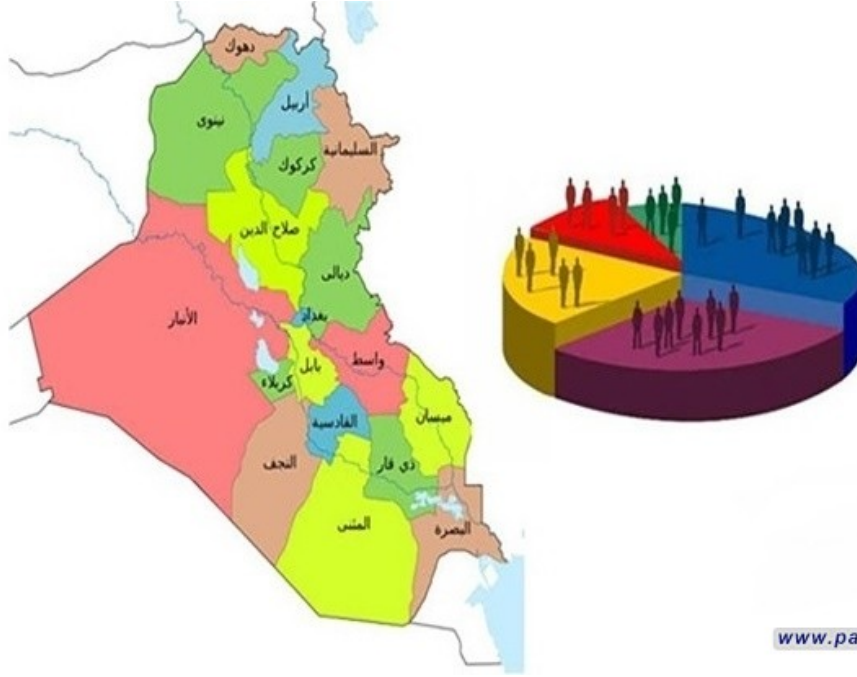 دهوك
أربيل
نينوى
السليمانية
كركوك
صلاح الدين
ديالى
الأنبار
بغداد
واسط
بابل
كربلاء
ميسان
القادسية
النجف
ذي قار
المثنى
البصرة
www.pa